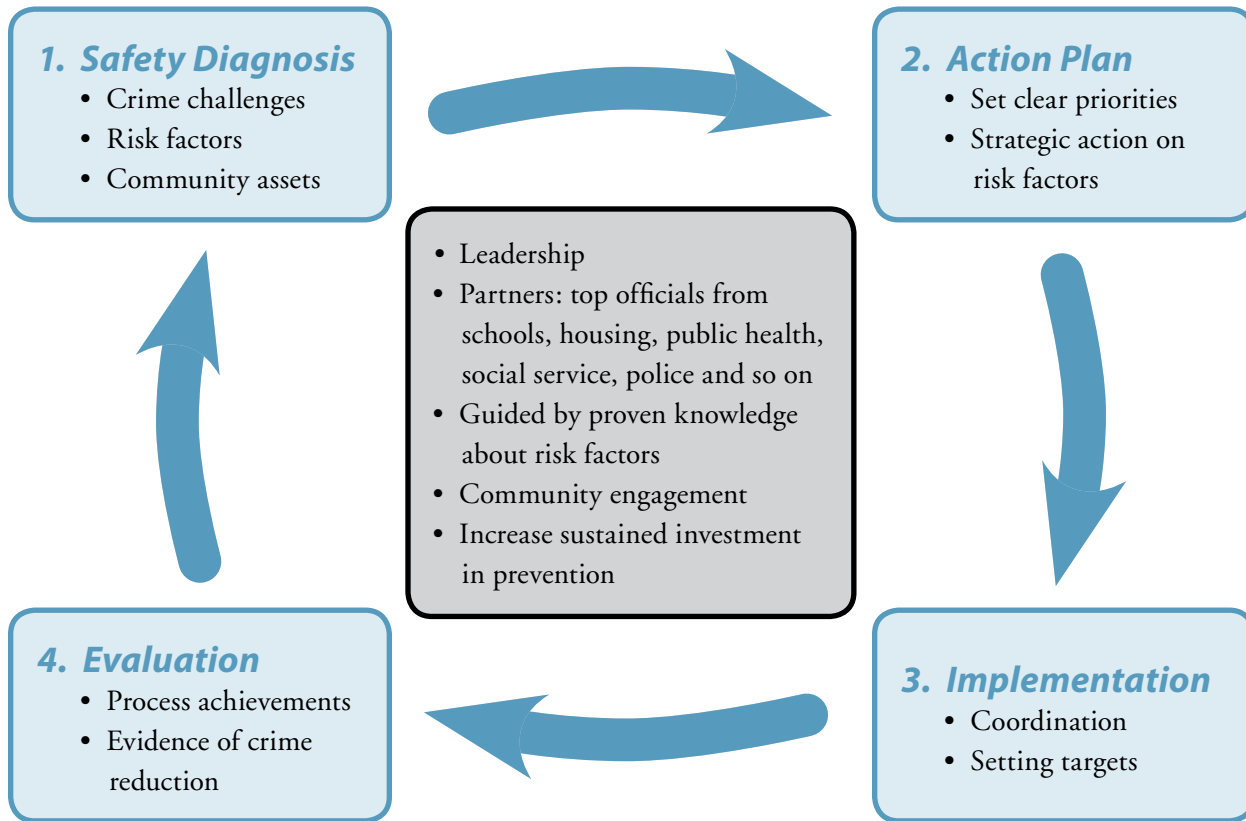 1. Safety Diagnosis
• Crime challenges
• Risk factors
• Community assets
2. Action Plan
• Set clear priorities
• Strategic action on
risk factors
• Leadership
• Partners: top officials from
schools, housing, public health,
social service, police and so on
• Guided by proven knowledge
about risk factors
• Community engagement
• Increase sustained investment
in prevention
3. Implementation
• Coordination
• Setting targets
4. Evaluation
• Process achievements
• Evidence of crime
reduction